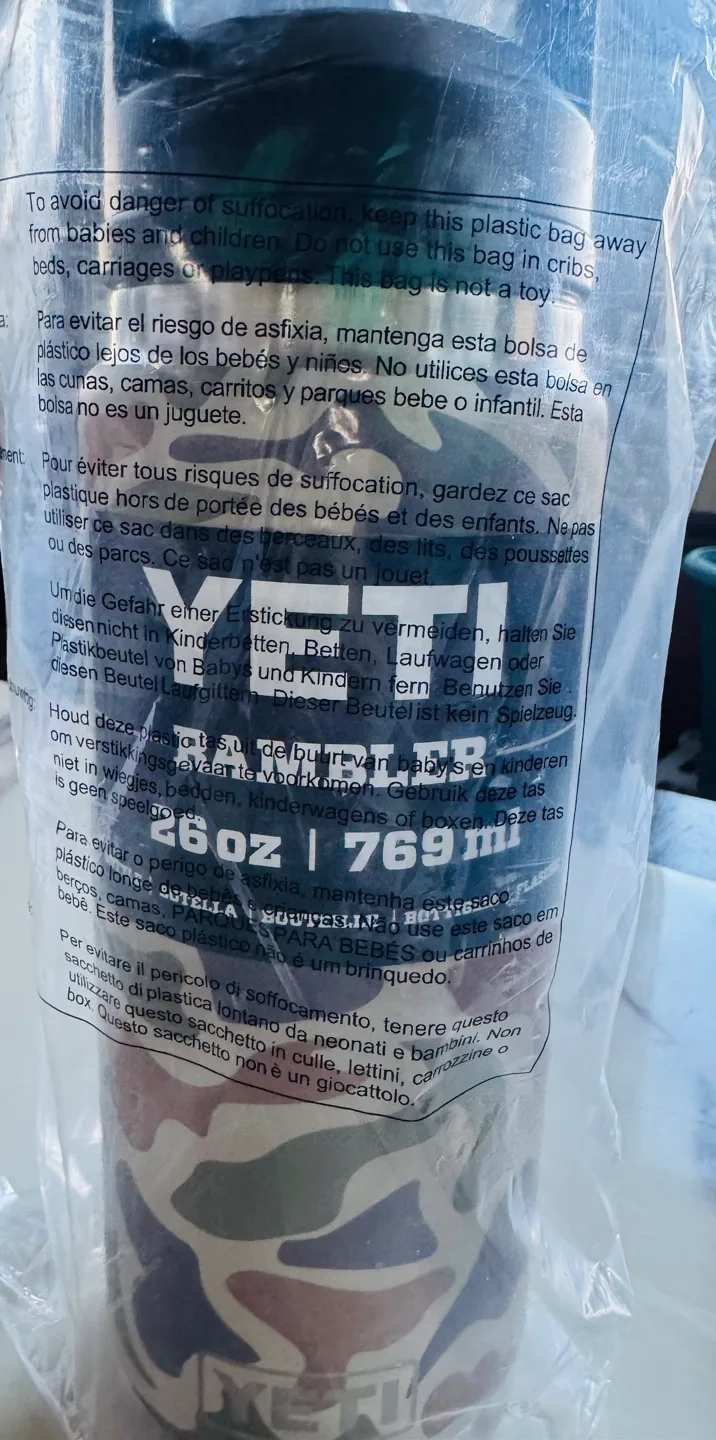 To avoid danger of suffocation, keep this plastic bag away
from babies and children. Do not use this bag in cribs,
beds, carriages or playpens. This bag is not a toy.
a:
Para evitar el riesgo de asfixia, mantenga esta bolsa de
plástico lejos de los bebés y niños. No utilices esta bolsa en
las cunas, camas, carritos y parques bebe o infantil. Esta
bolsa no es un juguete.
ment:
Pour éviter tous risques de suffocation, gardez ce sac
plastique hors de portée des bébés et des enfants. Ne pas
utiliser ce sac dans des berceaux, des lits, des poussettes
ou des parcs. Ce sac n'est pas un jouet.
YETI
Um die Gefahr einer Erstickung zu vermeiden, halten Sie
diesen nicht in Kinderbetten, Betten, Laufwagen oder
Plastikbeutel von Babys und Kindern fern. Benutzen Sie
diesen Beutel Laufgittern. Dieser Beutel ist kein Spielzeug.
Houd deze plastic tas uit de buurt van baby's en kinderen
om verstikkingsgevaar te voorkomen. Gebruik deze tas
niet in wiegjes, bedden, kinderwagens of boxen. Deze tas
is geen speelgoed.
RAMBLER
26 oz | 769 ml
Para evitar o perigo de asfixia, mantenha este saco
plástico longe de bebés e crianças. Não use este saco em
berços, camas, PARQUES PARA BEBÉS ou carrinhos de
bebê. Este saco plástico não é um brinquedo.
BOTELLA |
Per evitare il pericolo di soffocamento, tenere questo
sacchetto di plastica lontano da neonati e bambini. Non
utilizzare questo sacchetto in culle, lettini, carrozzine o
box. Questo sacchetto non è un giocattolo.
YETI